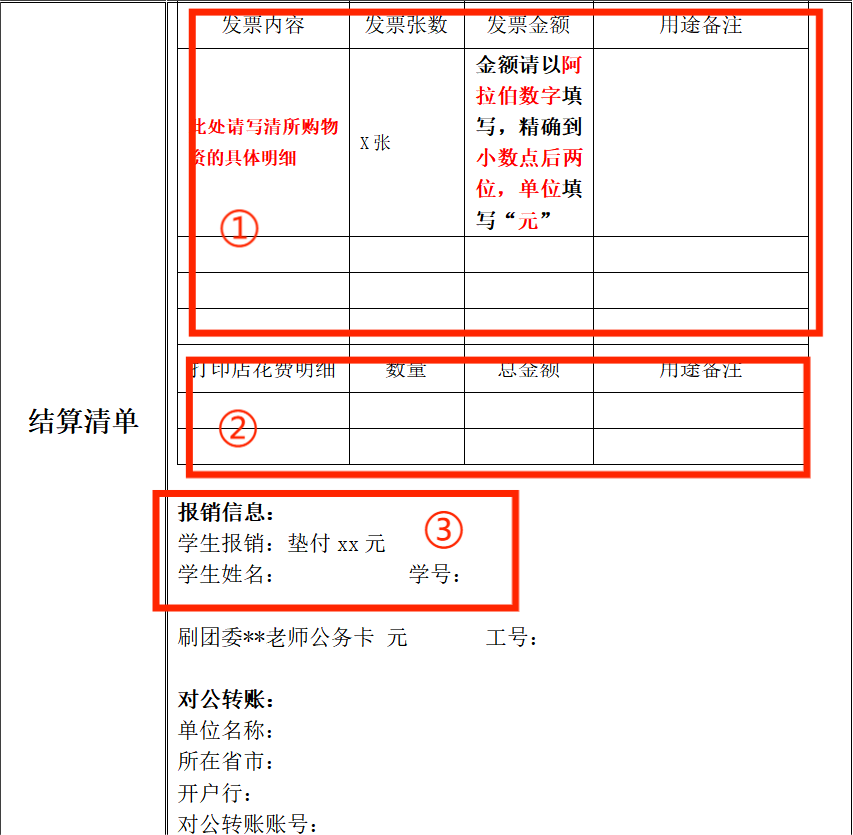 发票内容 发票张数 发票金额 用途备注
此处请写清所购物
资的具体明细
X 张
金额请以阿
拉伯数字填
写，精确到
小数点后两
位，单位填
写“元”
①
打印店花费明细 数量 总金额 用途备注
②
结算清单
报销信息：
③
学生报销：垫付 xx 元
学生姓名： 学号：
刷团委**老师公务卡 元 工号：
对公转账：
单位名称：
所在省市：
开户行：
对公转账账号：